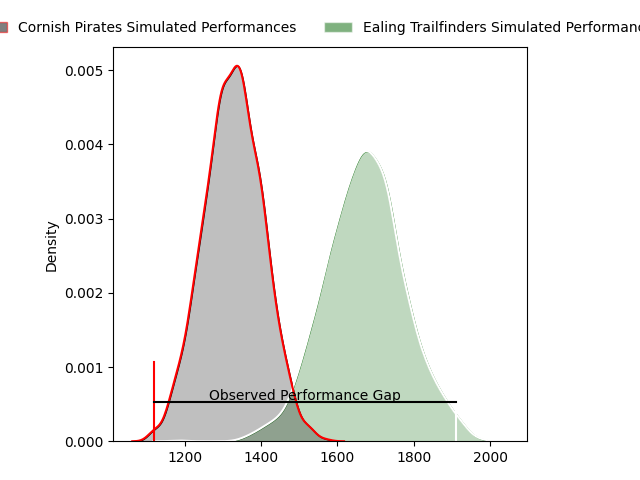 Cornish Pirates Simulated Performances
Ealing Trailfinders Simulated
0.005
0.004
0.003
0.002
0.001
0.000
Density
Observed Performance Gap
1200 1400 1600 1800 2000